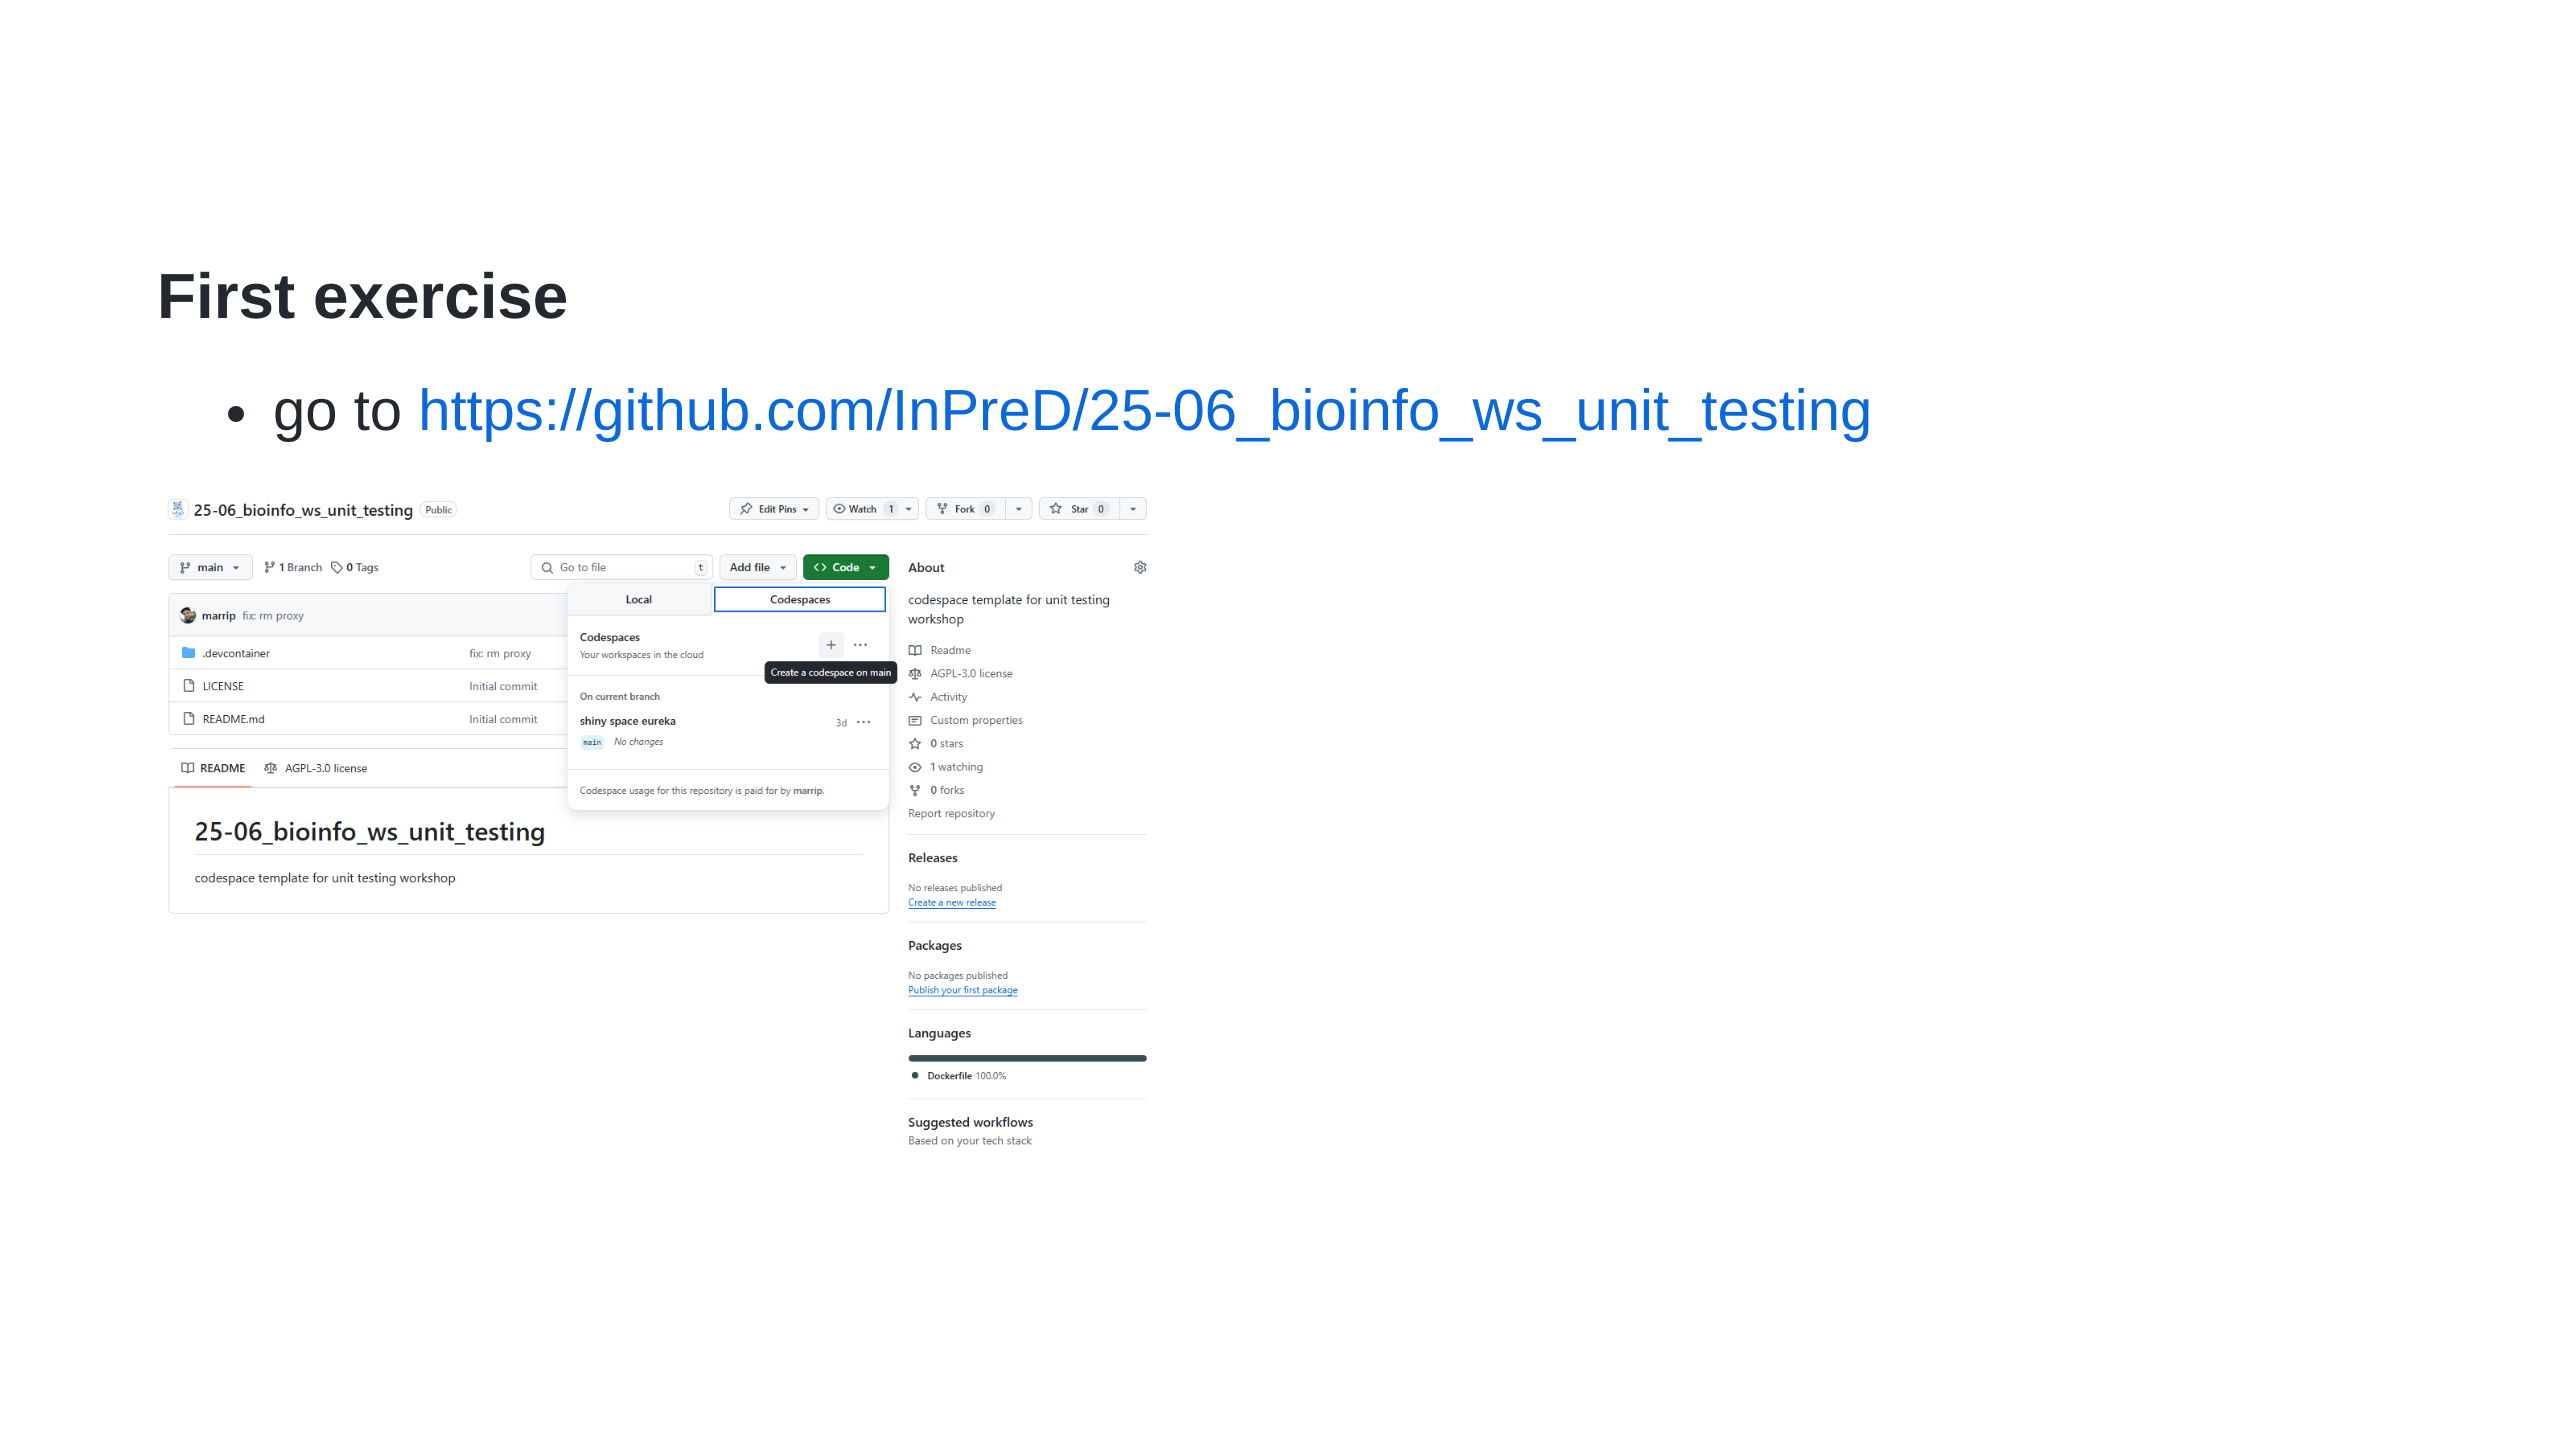 First exercise
• go to https://github.com/InPreD/25-06_bioinfo_ws_unit_testing
25-06_bioinfo_ws_unit_testing Public
Edit Pins Watch 1 Fork 0 Star 0
main 1 Branch 0 Tags Go to file t Add file Code
Local Codespaces
marrip fix: rm proxy
Codespaces
Your workspaces in the cloud
Create a codespace on main
.devcontainer fix: rm proxy
LICENSE Initial commit
README.md Initial commit
On current branch
shiny space eureka 3d
main No changes
Codespace usage for this repository is paid for by marrip.
README AGPL-3.0 license
25-06_bioinfo_ws_unit_testing
codespace template for unit testing workshop
About
codespace template for unit testing
workshop
Readme
AGPL-3.0 license
Activity
Custom properties
0 stars
1 watching
0 forks
Report repository
Releases
No releases published
Create a new release
Packages
No packages published
Publish your first package
Languages
Dockerfile 100.0%
Suggested workflows
Based on your tech stack